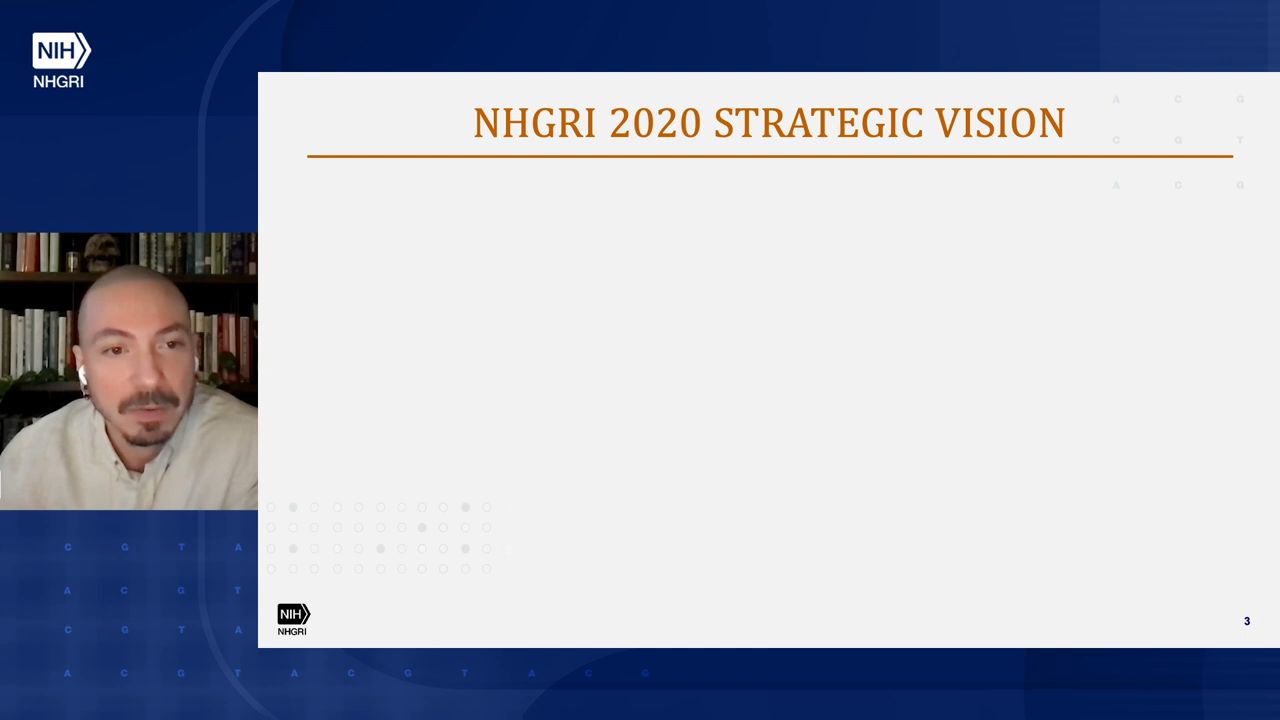 NIH
NHGRI
NHGRI 2020 STRATEGIC VISION
A C G
C G T
A C G
C G T A
A C G T
C G T A
A C G T A C G T A C G
NIH
NHGRI
3